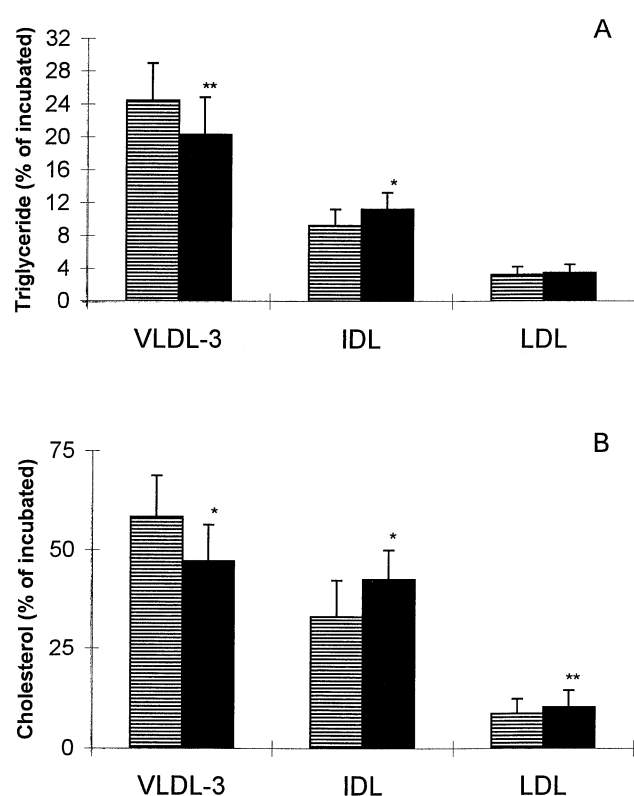 A
Triglyceride (% of incubated)
32
28
24
20
16
12
8
4
0
**
*
VLDL-3
IDL
LDL
B
Cholesterol (% of incubated)
75
50
25
0
*
*
**
VLDL-3
IDL
LDL